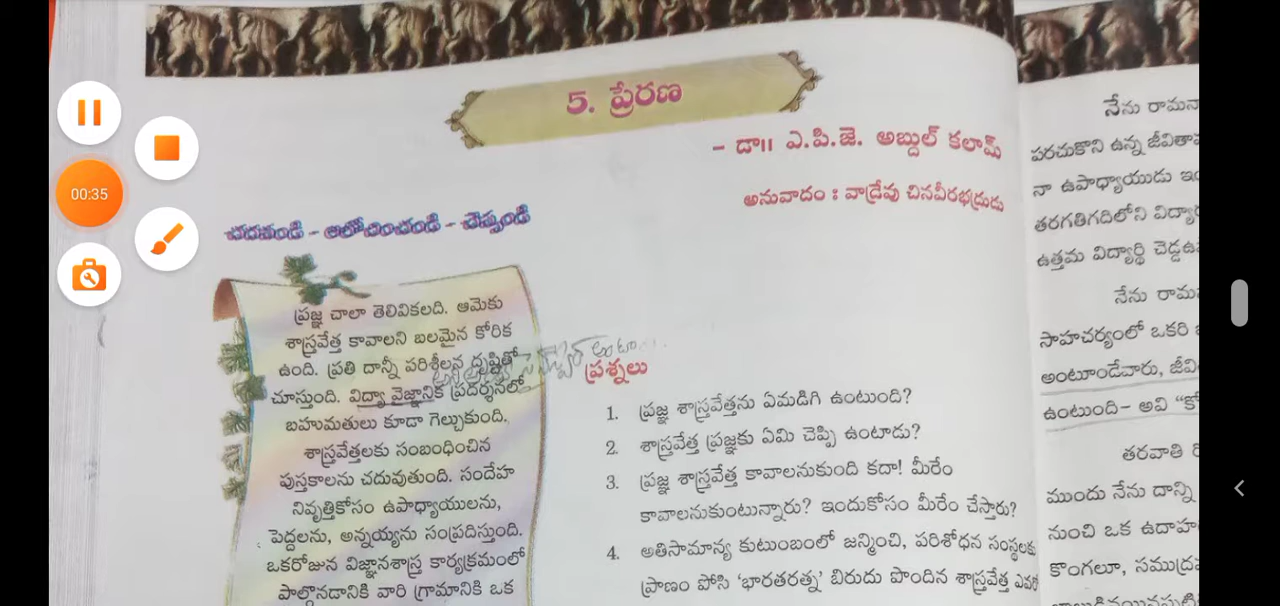 00:35
5. ప్రేరణ
- డా॥ ఎ.పి.జె. అబ్దుల్ కలామ్
అనువాదం : వాడ్రేవు చినవీరభద్రుడు
చదవండి - ఆలోచించండి - చెప్పండి
ప్రజ్ఞ చాలా తెలివికలది. ఆమెకు
శాస్త్రవేత్త కావాలని బలమైన కోరిక
ఉంది. ప్రతి దాన్నీ పరిశీలన దృష్టితో
చూస్తుంది. విద్యా వైజ్ఞానిక ప్రదర్శనలో
బహుమతులు కూడా గెల్చుకుంది.
శాస్త్రవేత్తలకు సంబంధించిన
పుస్తకాలను చదువుతుంది. సందేహ
నివృత్తికోసం ఉపాధ్యాయులను,
పెద్దలను, అన్నయ్యను సంప్రదిస్తుంది.
ఒకరోజున విజ్ఞానశాస్త్ర కార్యక్రమంలో
పాల్గొనడానికి వారి గ్రామానికి ఒక
ప్రశ్నలు
1. ప్రజ్ఞ శాస్త్రవేత్తను ఏమడిగి ఉంటుంది?
2. శాస్త్రవేత్త ప్రజ్ఞకు ఏమి చెప్పి ఉంటాడు?
3. ప్రజ్ఞ శాస్త్రవేత్త కావాలనుకుంది కదా! మీరేం
కావాలనుకుంటున్నారు? ఇందుకోసం మీరేం చేస్తారు?
4. అతిసామాన్య కుటుంబంలో జన్మించి, పరిశోధన సంస్థలకు
ప్రాణం పోసి 'భారతరత్న' బిరుదు పొందిన శాస్త్రవేత్త
నేను
పరచుకొని ఉన్న
నా ఉపాధ్యాయుడు
తరగతిగదిలోని
ఉత్తమ విద్యార్థి
నేను
సాహచర్యంలో ఒకరి
అంటూండేవారు,
ఉంటుంది- అవి
తరవాతి
ముందు నేను దాన్ని
నుంచి ఒక
కొంగలూ,